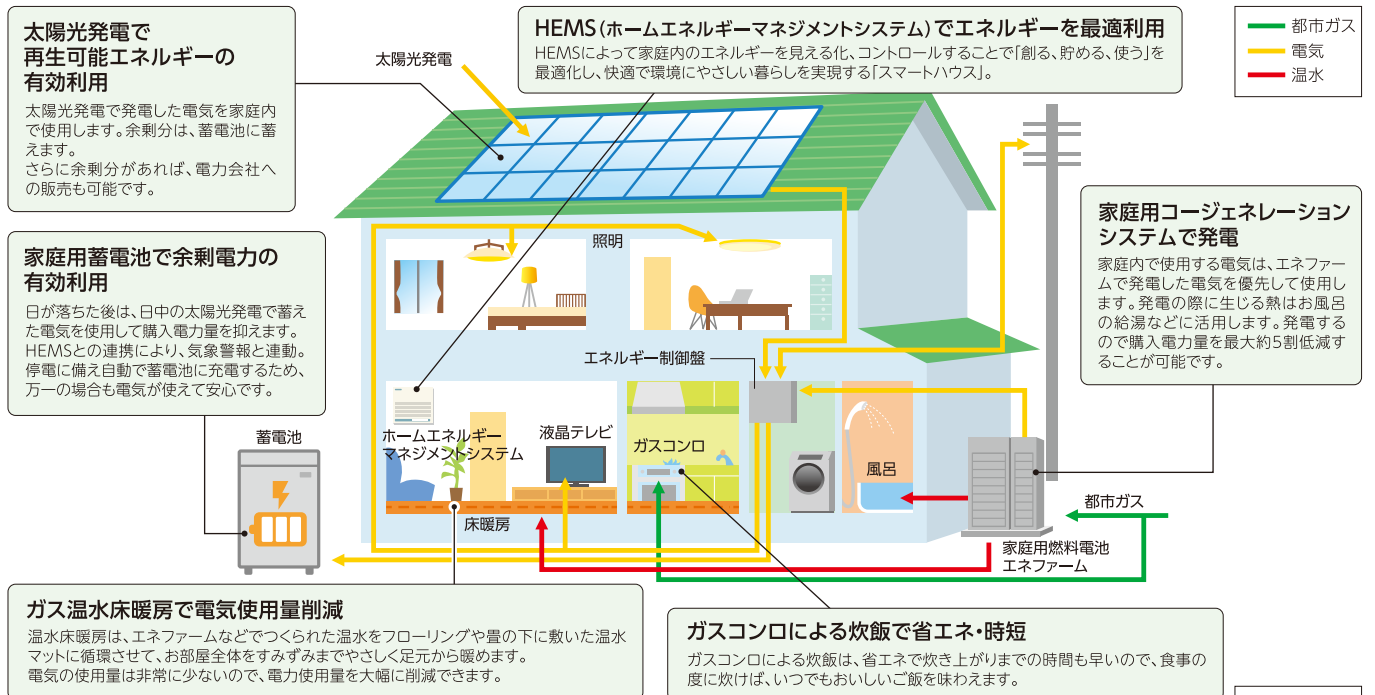 太陽光発電で
再生可能エネルギーの
有効利用
太陽光発電で発電した電気を家庭内
で使用します。余剰分は、蓄電池に蓄
えます。
さらに余剰分があれば、電力会社へ
の販売も可能です。
太陽光発電
HEMS(ホームエネルギーマネジメントシステム)でエネルギーを最適利用
HEMSによって家庭内のエネルギーを見える化、コントロールすることで「創る、貯める、使う」を
最適化し、快適で環境にやさしい暮らしを実現する「スマートハウス」。
都市ガス
電気
温水
家庭用蓄電池で余剰電力の
有効利用
日が落ちた後は、日中の太陽光発電で蓄え
た電気を使用して購入電力量を抑えます。
HEMSとの連携により、気象警報と連動。
停電に備え自動で蓄電池に充電するため、
万一の場合も電気が使えて安心です。
家庭用コージェネレーション
システムで発電
家庭内で使用する電気は、エネファー
ムで発電した電気を優先して使用し
ます。発電の際に生じる熱はお風呂
の給湯などに活用します。発電する
ので購入電力量を最大約5割低減す
ることが可能です。
照明
エネルギー制御盤
蓄電池
ホームエネルギー
マネジメントシステム
液晶テレビ
ガスコンロ
風呂
床暖房
都市ガス
家庭用燃料電池
エネファーム
ガス温水床暖房で電気使用量削減
温水床暖房は、エネファームなどでつくられた温水をフローリングや畳の下に敷いた温水
マットに循環させて、お部屋全体をすみずみまでやさしく足元から暖めます。
電気の使用量は非常に少ないので、電力使用量を大幅に削減できます。
ガスコンロによる炊飯で省エネ・時短
ガスコンロによる炊飯は、省エネで炊き上がりまでの時間も早いので、食事の
度に炊けば、いつでもおいしいご飯を味わえます。